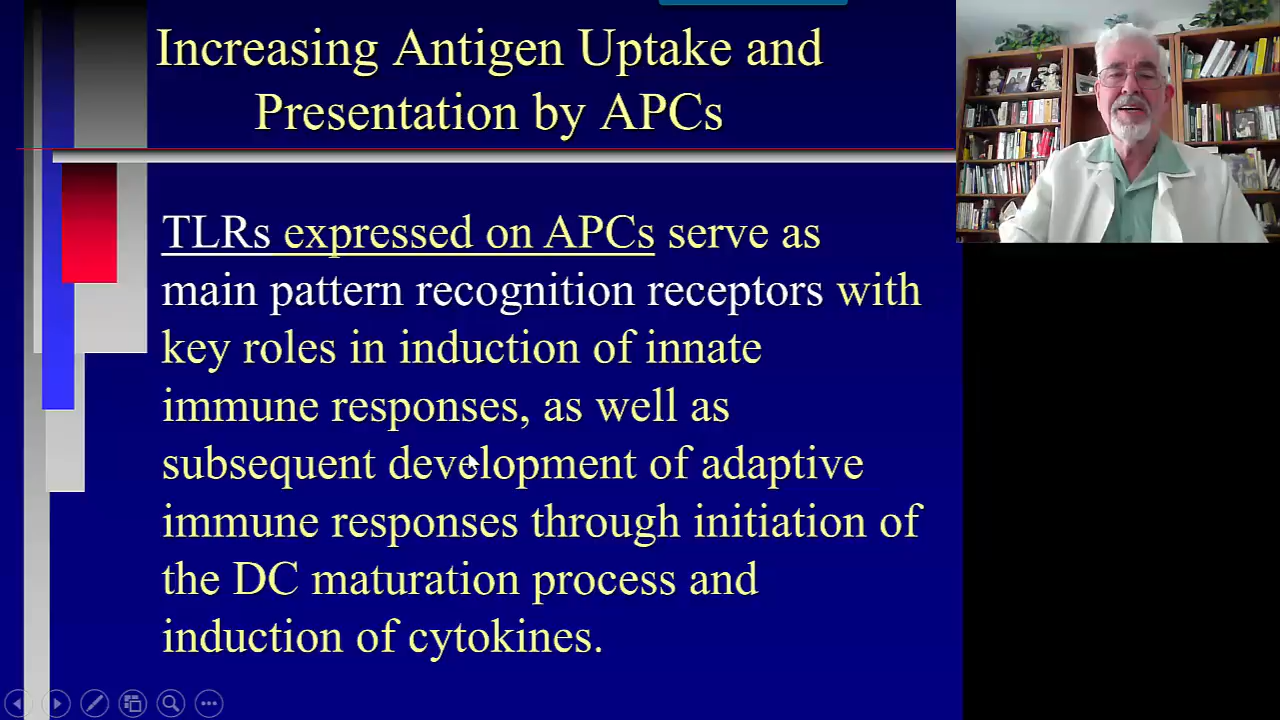 Increasing Antigen Uptake and
Presentation by APCs
TLRs expressed on APCs serve as
main pattern recognition receptors with
key roles in induction of innate
immune responses, as well as
subsequent development of adaptive
immune responses through initiation of
the DC maturation process and
induction of cytokines.